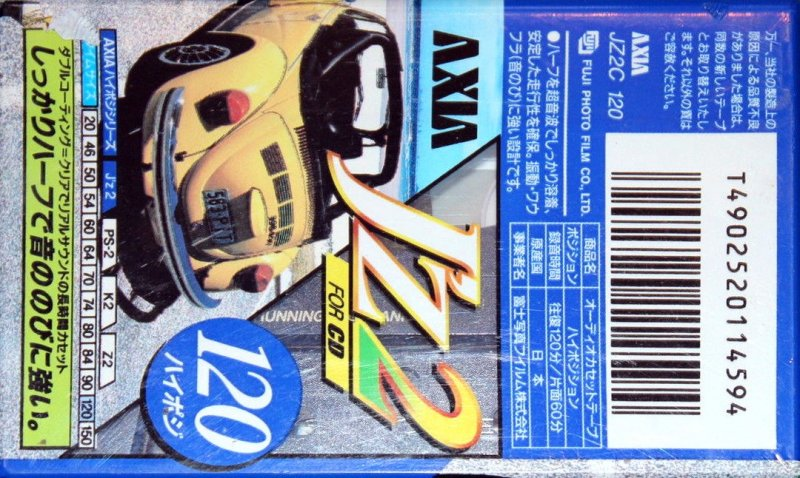 AXIA
J'Z2
FOR CD
120
ハイポジ
ダブルコーティング=クリアでリアルサウンドの長時間カセット
しっかりハーフで音ののびに強い。
AXIAハイポジシリーズ J'z2 PS-2 K2 Z2
タイムサイズ 20 46 50 54 60 64 70 74 80 84 90 120 150
●ハーフを超音波でしっかり溶着、
安定した走行性を確保。振動・ワウ
フラ(音のび)に強い設計です。
FUJI PHOTO FILM CO., LTD.
AXIA
JZ2C 120
万一、当社の製造上の
原因による品質不良
がありました場合は、
同数の新しいテープ
とお取り替えいたし
ます。それ以外の責は
ご容赦ください。
商品名 オーディオカセットテープ/
ポジション ハイポジション
録音時間 往復120分/片面60分
原産国 日本
事業者名 富士写真フイルム株式会社
T4902520114594